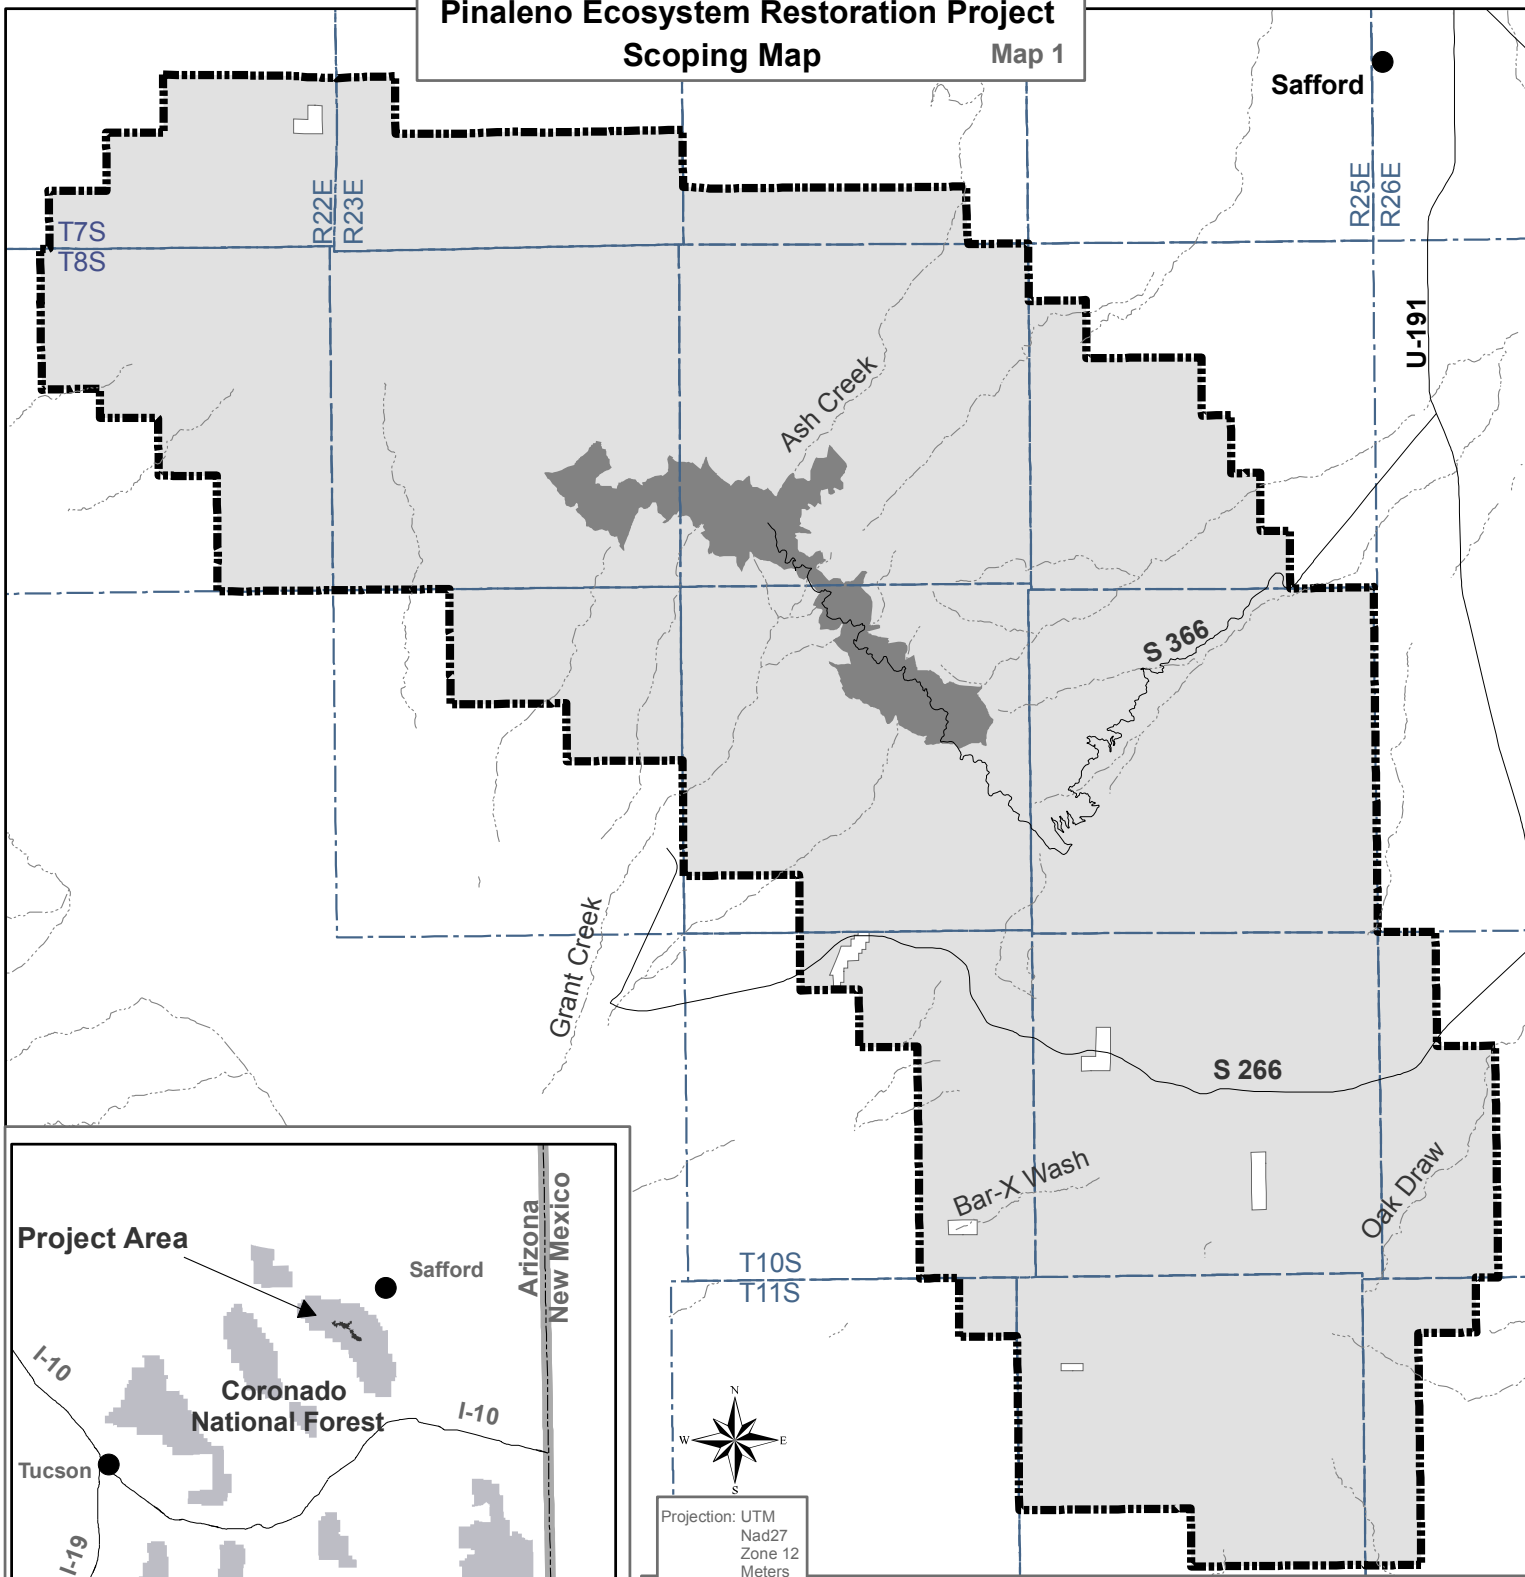 Pinaleno Ecosystem Restoration Project
Scoping Map
Map 1
Safford
R22E
R23E
R25E
R26E
T7S
T8S
U-191
Ash Creek
S 366
Grant Creek
S 266
Bar-X Wash
Oak Draw
T10S
T11S
Project Area
Safford
Arizona
New Mexico
I-10
Coronado
National Forest
I-10
Tucson
I-19
N
W
E
S
Projection: UTM
Nad27
Zone 12
Meters